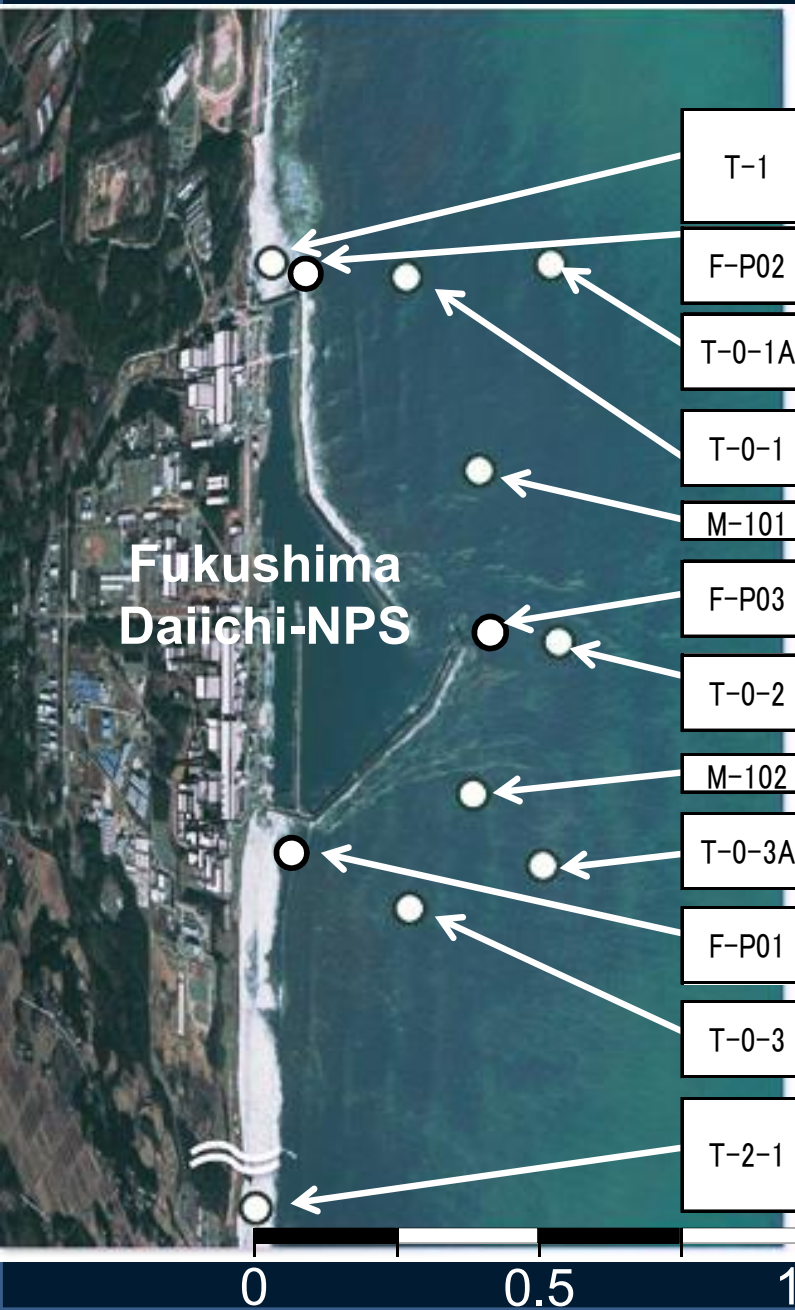 T-1
F-P02
T-0-1A
T-0-1
M-101
Fukushima
Daiichi-NPS
F-P03
T-0-2
M-102
T-0-3A
F-P01
T-0-3
T-2-1
0
0.5
1